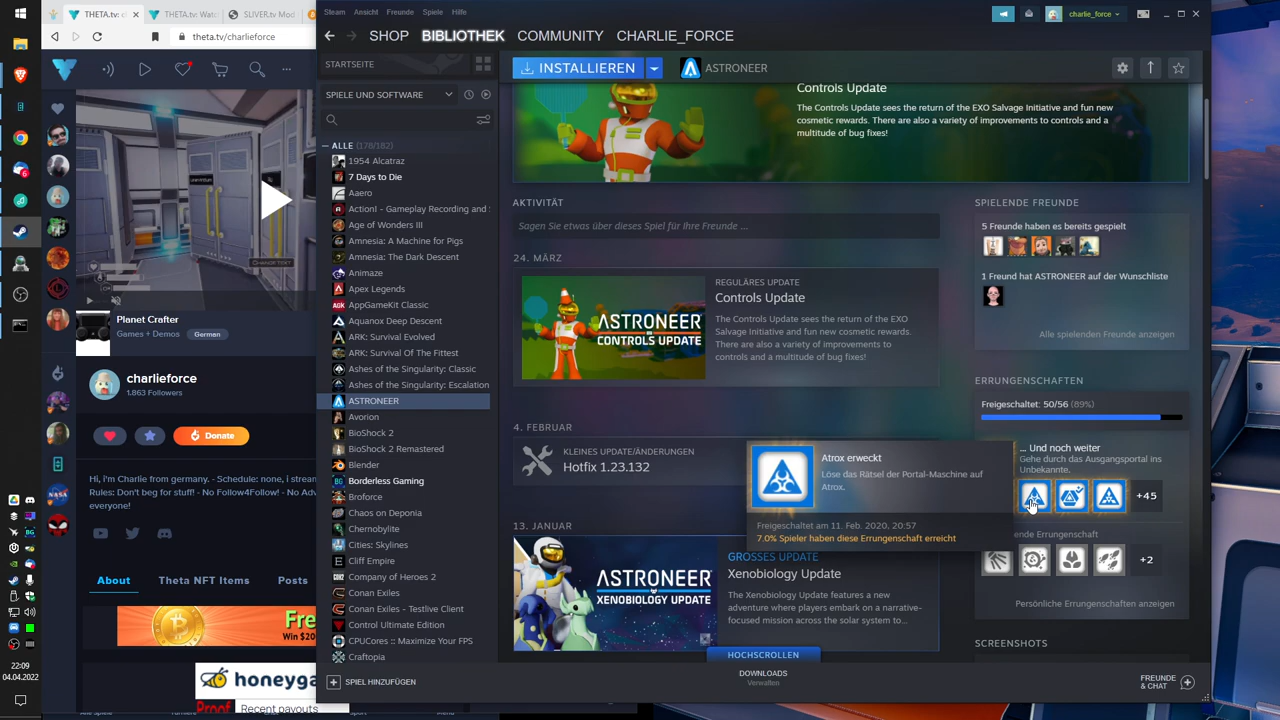 THETA.tv: c
THETA.tv: Watc
SLIVER.tv Mod
theta.tv/charlieforce
Planet Crafter
Games + Demos
German
charlieforce
1.863 Followers
Donate
Hi, i'm Charlie from germany. - Schedule: none, i strea
Rules: Don't beg for stuff! - No Follow4Follow! - No Adv
everyone!
About
Theta NFT Items
Posts
Fre
Win $20
honeyga
Proof
Recent payouts
22:09
04.04.2022
Steam
Ansicht
Freunde
Spiele
Hilfe
charlie_force
SHOP
BIBLIOTHEK
COMMUNITY
CHARLIE_FORCE
STARTSEITE
SPIELE UND SOFTWARE
ALLE (178/182)
1954 Alcatraz
7 Days to Die
Aaero
Action! - Gameplay Recording and
Age of Wonders III
Amnesia: A Machine for Pigs
Amnesia: The Dark Descent
Animaze
Apex Legends
AGK
AppGameKit Classic
Aquanox Deep Descent
ARK: Survival Evolved
ARK: Survival Of The Fittest
Ashes of the Singularity: Classic
Ashes of the Singularity: Escalation
ASTRONEER
Avorion
BioShock 2
BioShock 2 Remastered
Blender
BG
Borderless Gaming
Broforce
Chaos on Deponia
Chernobylite
Cities: Skylines
Cliff Empire
Company of Heroes 2
Conan Exiles
Conan Exiles - Testlive Client
Control Ultimate Edition
CPUCores :: Maximize Your FPS
Craftopia
SPIEL HINZUFÜGEN
INSTALLIEREN
ASTRONEER
Controls Update
The Controls Update sees the return of the EXO Salvage Initiative and fun new
cosmetic rewards. There are also a variety of improvements to controls and a
multitude of bug fixes!
AKTIVITÄT
Sagen Sie etwas über dieses Spiel für Ihre Freunde ...
24. MÄRZ
ASTRONEER
CONTROLS UPDATE
REGULÄRES UPDATE
Controls Update
The Controls Update sees the return of the EXO
Salvage Initiative and fun new cosmetic rewards.
There are also a variety of improvements to
controls and a multitude of bug fixes!
4. FEBRUAR
KLEINES UPDATE/ÄNDERUNGEN
Hotfix 1.23.132
13. JANUAR
ASTRONEER
XENOBIOLOGY UPDATE
GROSSES UPDATE
Xenobiology Update
The Xenobiology Update features a new
adventure where players embark on a narrative-
focused mission across the solar system to...
HOCHSCROLLEN
DOWNLOADS
Verwalten
Atrox erweckt
Löse das Rätsel der Portal-Maschine auf
Atrox.
Freigeschaltet am 11. Feb. 2020, 20:57
7.0% Spieler haben diese Errungenschaft erreicht
SPIELENDE FREUNDE
5 Freunde haben es bereits gespielt
1 Freund hat ASTRONEER auf der Wunschliste
Alle spielenden Freunde anzeigen
ERRUNGENSCHAFTEN
Freigeschaltet: 50/56 (89%)
... Und noch weiter
Gehe durch das Ausgangsportal ins
Unbekannte.
+45
ende Errungenschaft
+2
Persönliche Errungenschaften anzeigen
SCREENSHOTS
FREUNDE
& CHAT